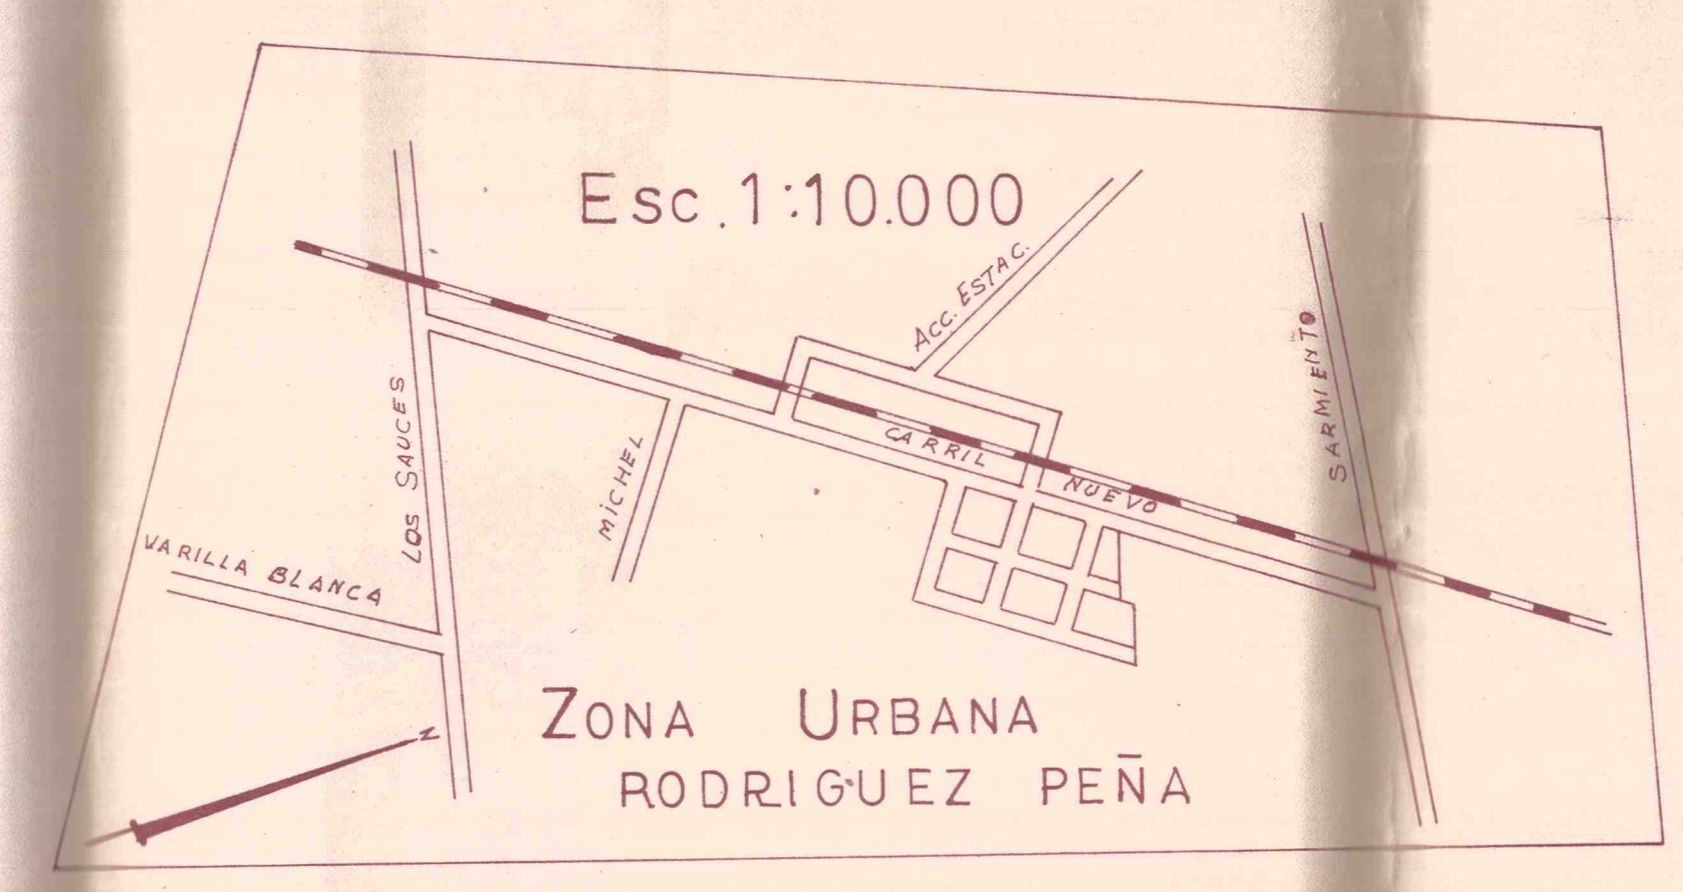 Esc. 1:10.000
Acc. ESTAC.
SARMIENTO
CARRIL NUEVO
LOS SAUCES
MICHEL
VARILLA BLANCA
N
ZONA URBANA
RODRIGUEZ PEÑA